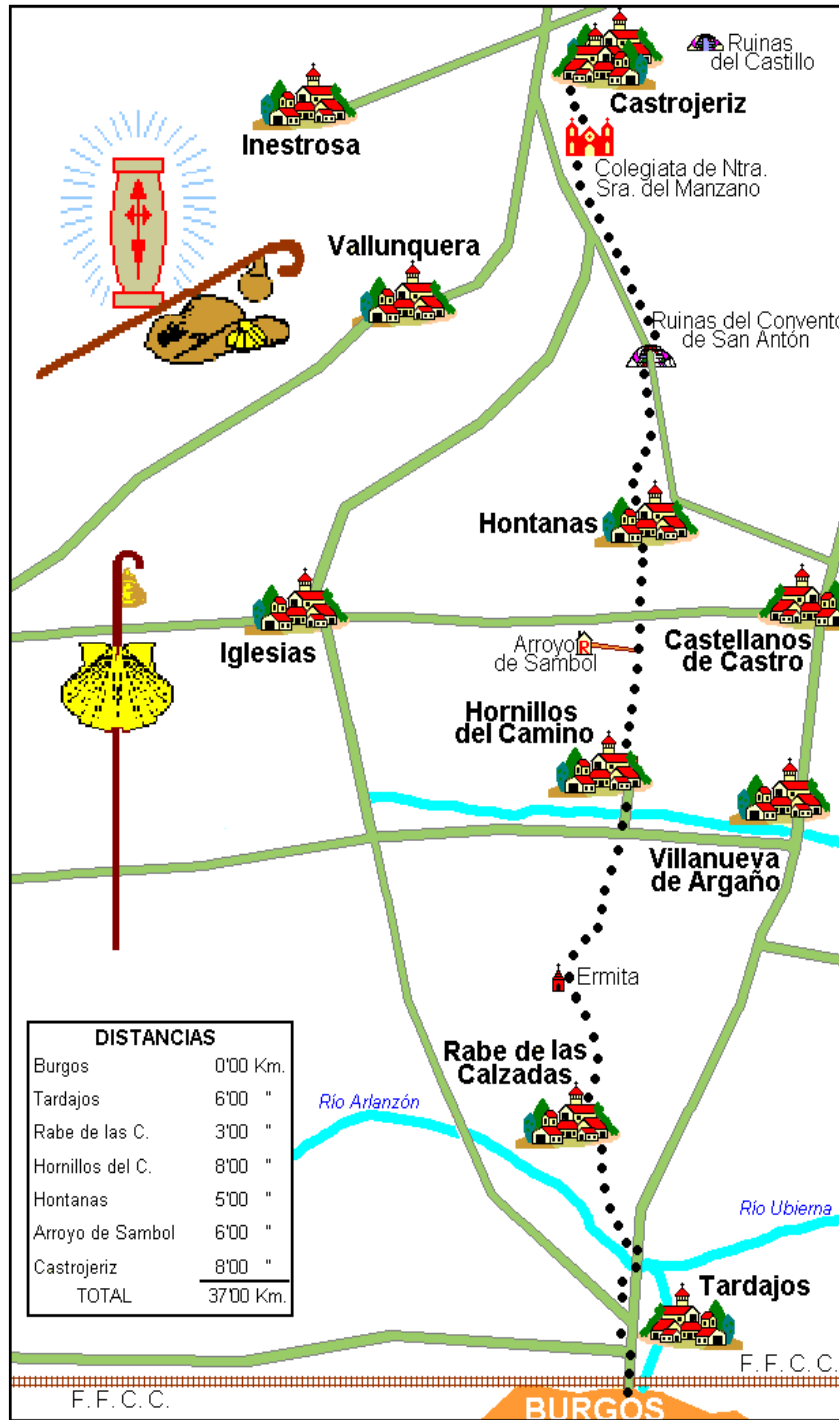 Ruinas
del Castillo
Castrojeriz
Inestrosa
Colegiata de Ntra.
Sra. del Manzano
Vallunquera
Ruinas del Convento
de San Antón
Hontanas
Iglesias
Arroyo
de Sambol
R
Castellanos
de Castro
Hornillos
del Camino
Villanueva
de Argaño
Ermita
Rabe de las
Calzadas
DISTANCIAS
Burgos 0'00 Km.
Tardajos 6'00 "
Rabe de las C. 3'00 "
Hornillos del C. 8'00 "
Hontanas 5'00 "
Arroyo de Sambol 6'00 "
Castrojeriz 8'00 "
TOTAL 37'00 Km.
Río Arlanzón
Río Ubierna
Tardajos
F. F. C. C.
F. F. C. C.
BURGOS